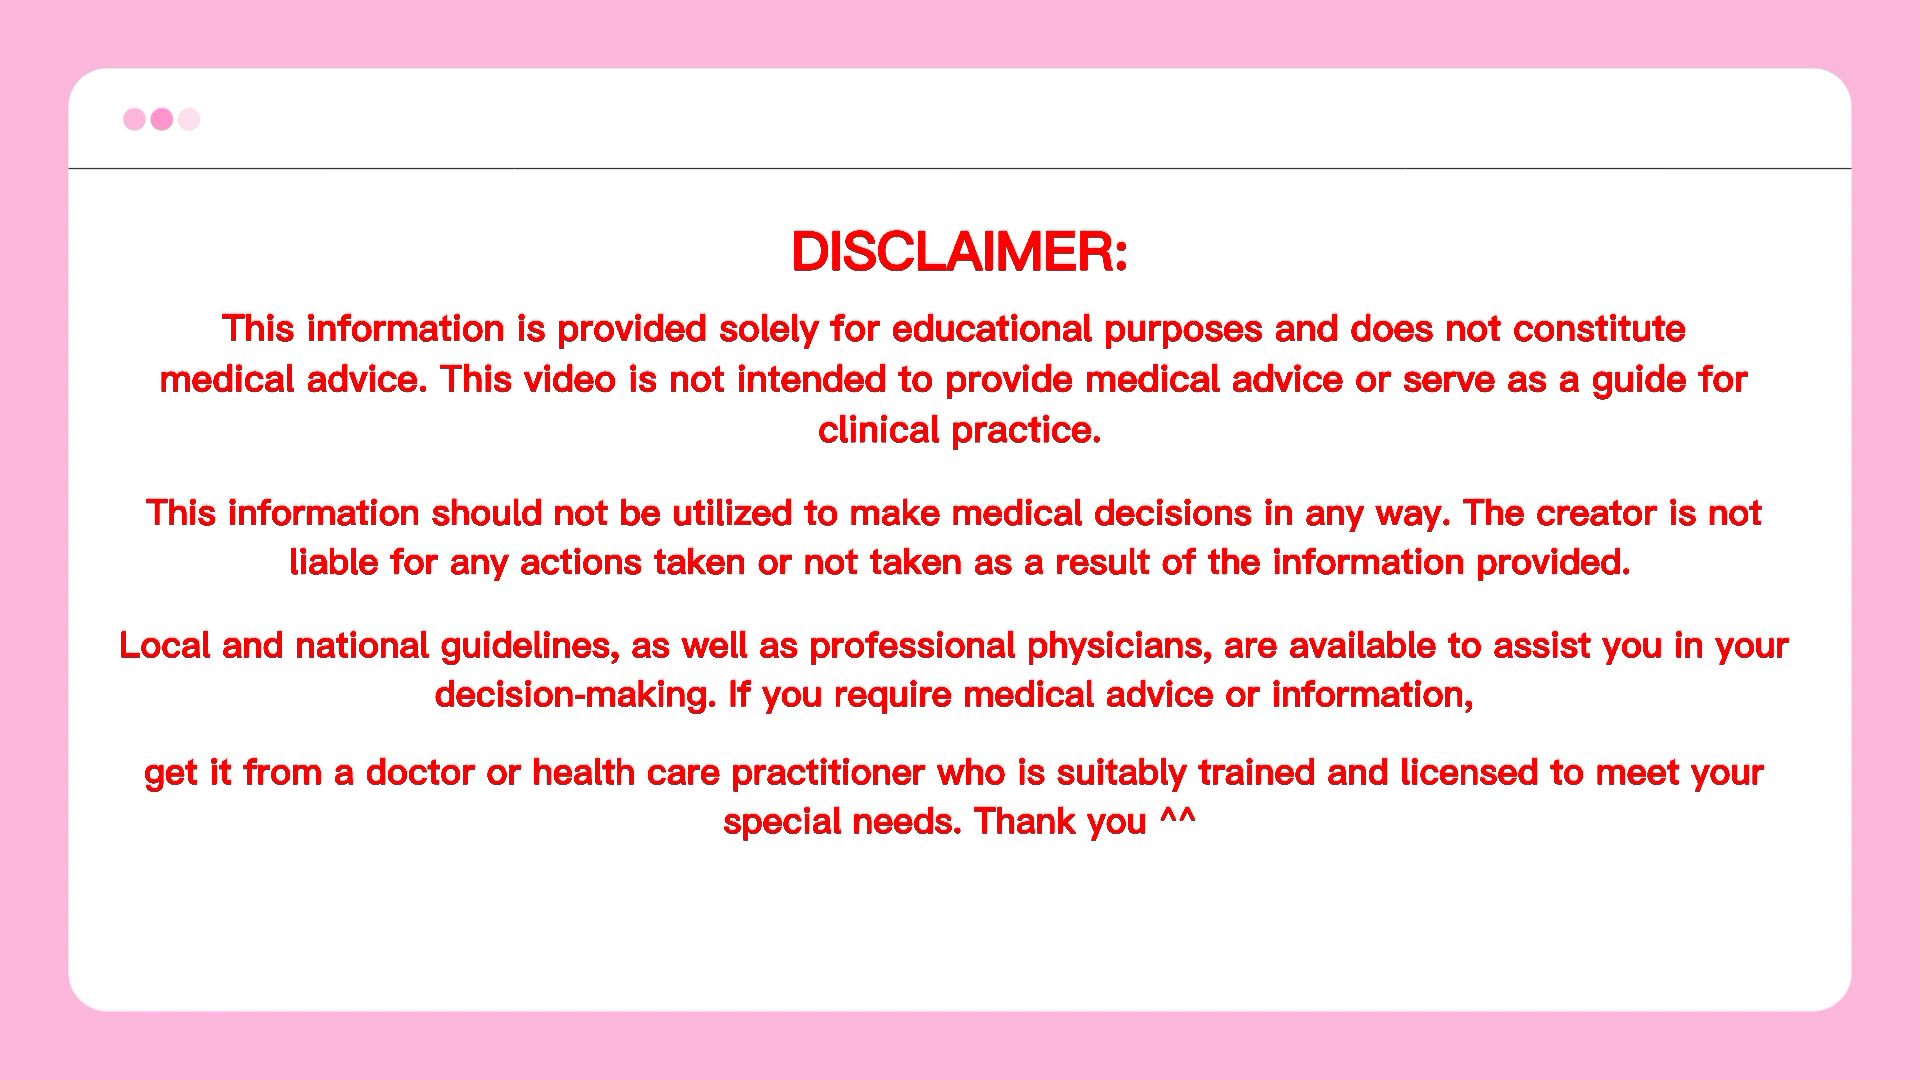 DISCLAIMER:
This information is provided solely for educational purposes and does not constitute
medical advice. This video is not intended to provide medical advice or serve as a guide for
clinical practice.
This information should not be utilized to make medical decisions in any way. The creator is not
liable for any actions taken or not taken as a result of the information provided.
Local and national guidelines, as well as professional physicians, are available to assist you in your
decision-making. If you require medical advice or information,
get it from a doctor or health care practitioner who is suitably trained and licensed to meet your
special needs. Thank you ^^